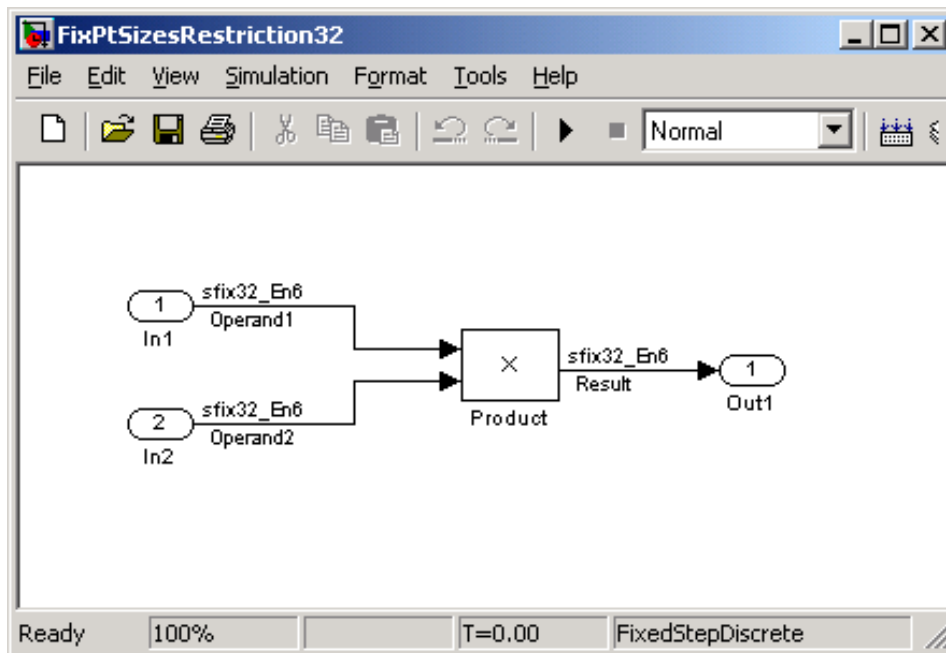 FixPtSizesRestriction32
File Edit View Simulation Format Tools Help
Normal
1
sfix32_En6
Operand1
In1
2
sfix32_En6
Operand2
In2
×
Product
sfix32_En6
Result
1
Out1
Ready 100% T=0.00 FixedStepDiscrete